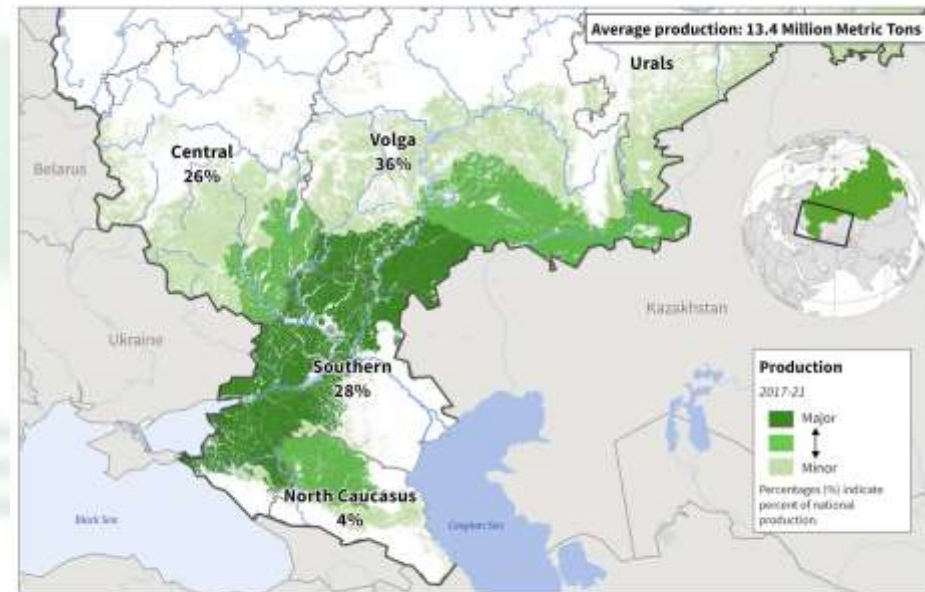 Average production: 13.4 Million Metric Tons
Urals
Volga
36%
Central
26%
Belarus
Kazakhstan
Ukraine
Southern
28%
North Caucasus
4%
Black Sea
Caspian Sea
Production
2017-21
Major
Minor
Percentages (%) indicate
percent of national
production.